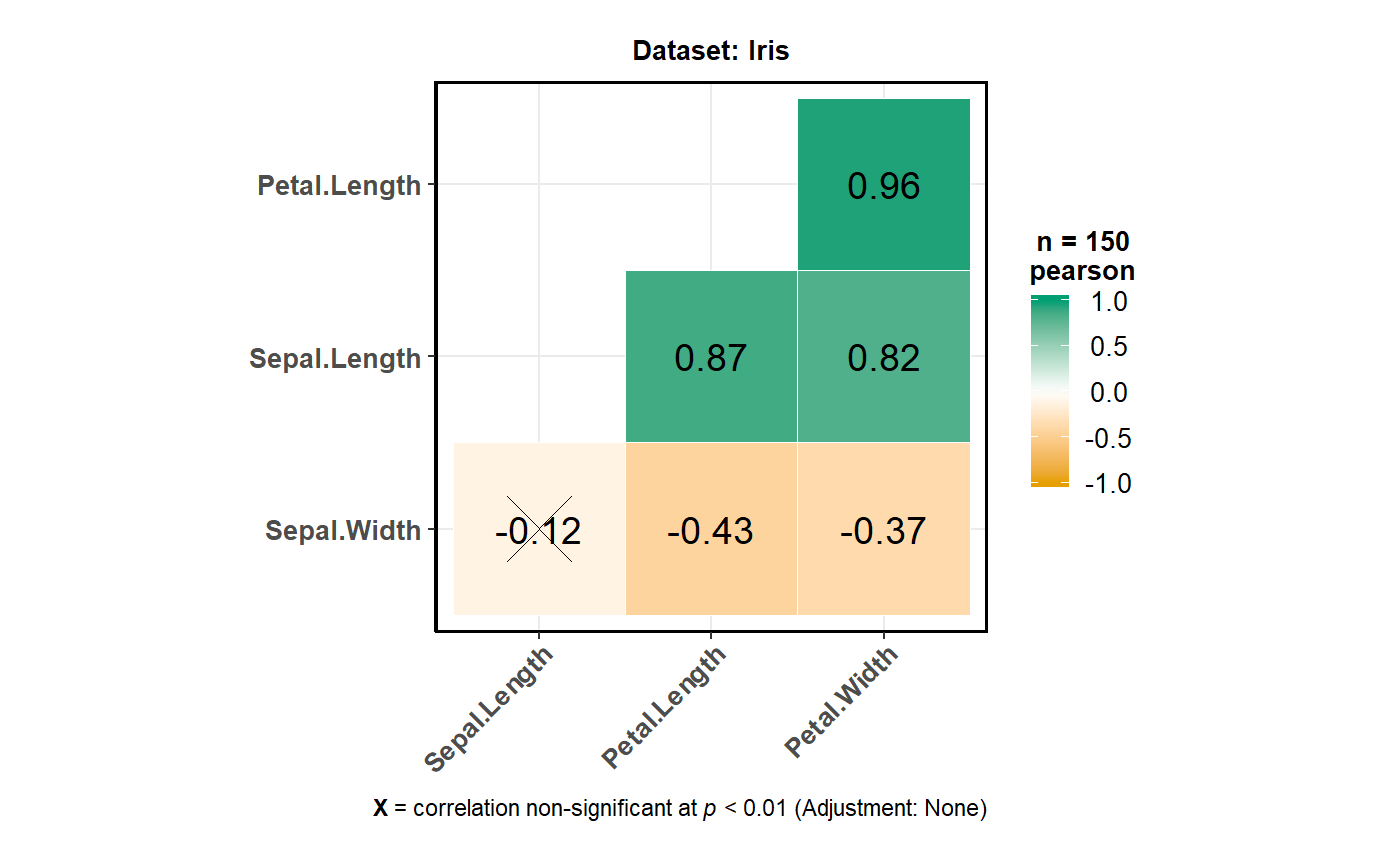 Dataset: Iris
Petal.Length
0.96
n = 150
pearson
1.0
0.5
0.0
-0.5
-1.0
Sepal.Length
0.87 0.82
Sepal.Width
-0.12 -0.43 -0.37
Sepal.Length
Petal.Length
Petal.Width
X = correlation non-significant at p < 0.01 (Adjustment: None)